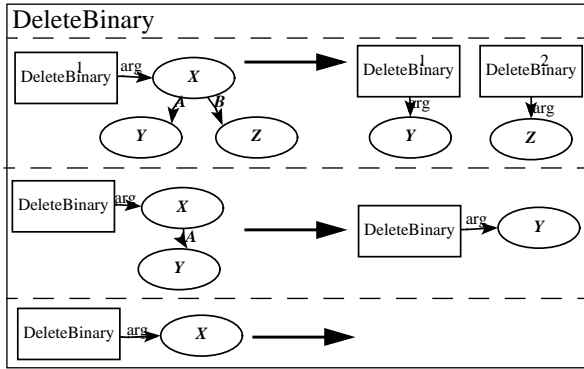 DeleteBinary
1
DeleteBinary arg X
A B
Y Z
1
DeleteBinary
arg
Y
2
DeleteBinary
arg
Z
DeleteBinary arg X
A
Y
DeleteBinary arg Y
DeleteBinary arg X